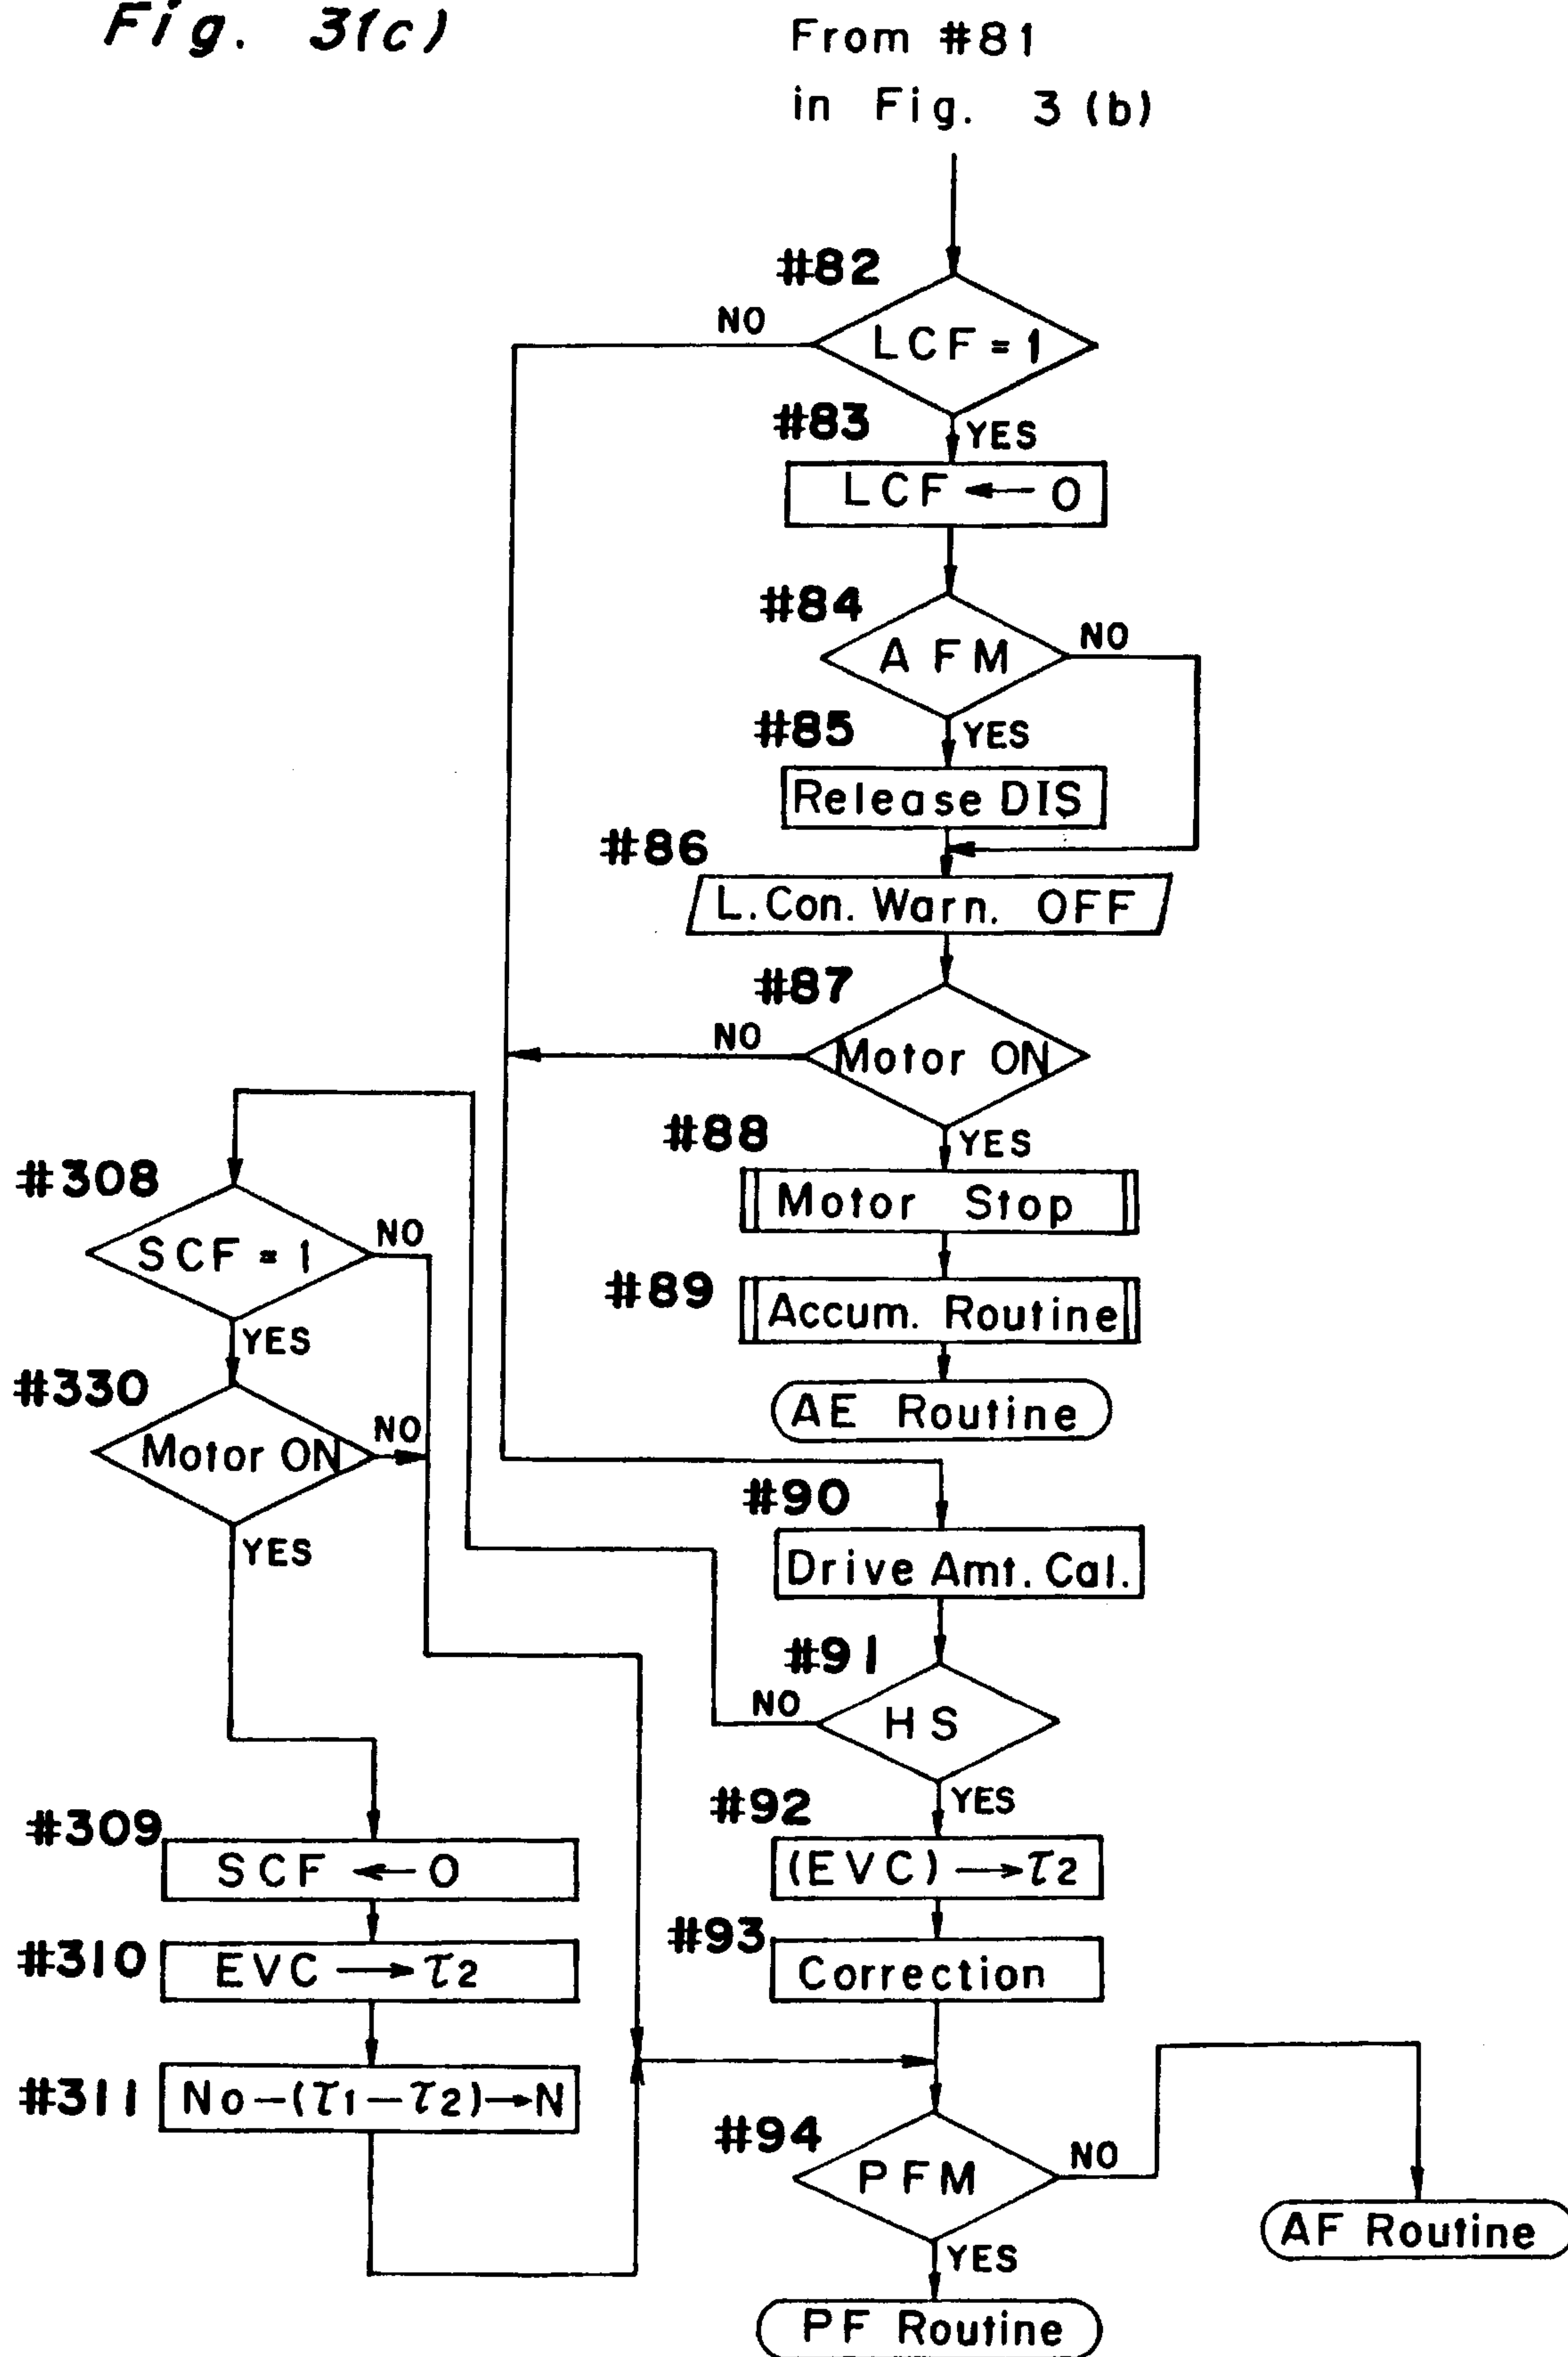 Fig. 3(c)
From #81
in Fig. 3 (b)
#82
NO
LCF = 1
#83
YES
LCF ← 0
#84
AFM
NO
#85
YES
Release DIS
#86
L.Con. Warn. OFF
#87
NO
Motor ON
#88
YES
Motor Stop
#308
SCF = 1
NO
#89
Accum. Routine
YES
#330
Motor ON
NO
AE Routine
#90
YES
Drive Amt. Cal.
#91
NO
HS
#92
YES
#309
SCF ← 0
(EVC) → τ2
#93
#310
EVC → τ2
Correction
#311
No-(τ1-τ2)→N
#94
PFM
NO
AF Routine
YES
PF Routine